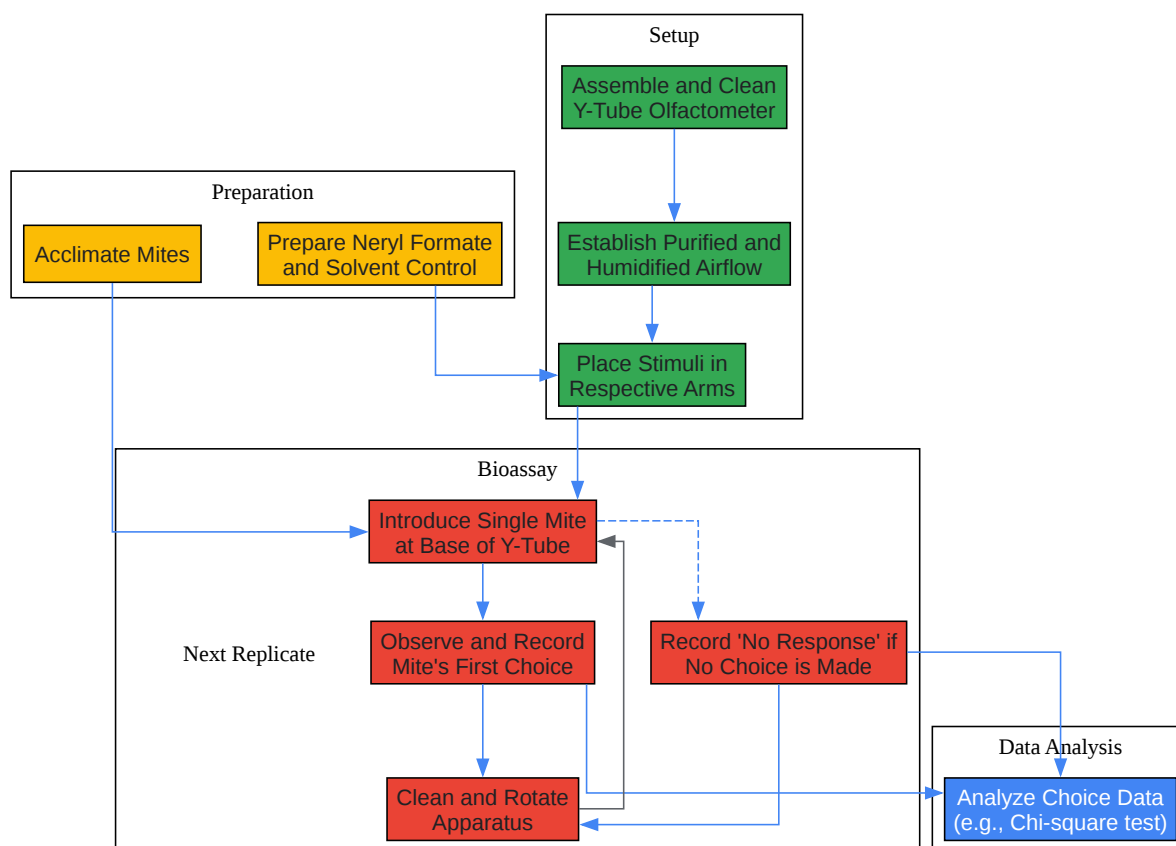 Setup
Assemble and Clean
Y-Tube Olfactometer
Preparation
Acclimate Mites
Prepare Neryl Formate
and Solvent Control
Establish Purified and
Humidified Airflow
Place Stimuli in
Respective Arms
Bioassay
Introduce Single Mite
at Base of Y-Tube
Next Replicate
Observe and Record
Mite's First Choice
Record 'No Response' if
No Choice is Made
Clean and Rotate
Apparatus
Data Analysis
Analyze Choice Data
(e.g., Chi-square test)